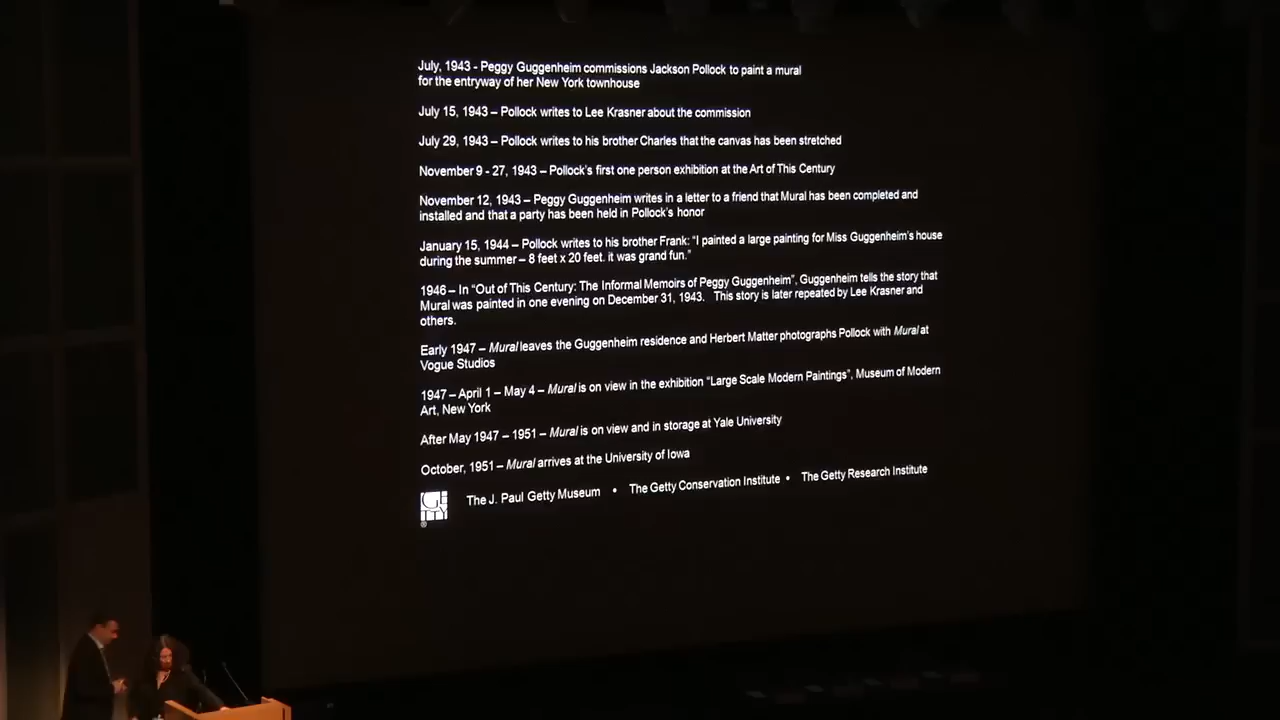 July, 1943 - Peggy Guggenheim commissions Jackson Pollock to paint a mural
for the entryway of her New York townhouse
July 15, 1943 – Pollock writes to Lee Krasner about the commission
July 29, 1943 – Pollock writes to his brother Charles that the canvas has been stretched
November 9 - 27, 1943 – Pollock's first one person exhibition at the Art of This Century
November 12, 1943 – Peggy Guggenheim writes in a letter to a friend that Mural has been completed and
installed and that a party has been held in Pollock's honor
January 15, 1944 – Pollock writes to his brother Frank: "I painted a large painting for Miss Guggenheim's house
during the summer – 8 feet x 20 feet. it was grand fun."
1946 – In "Out of This Century: The Informal Memoirs of Peggy Guggenheim", Guggenheim tells the story that
Mural was painted in one evening on December 31, 1943. This story is later repeated by Lee Krasner and
others.
Early 1947 – Mural leaves the Guggenheim residence and Herbert Matter photographs Pollock with Mural at
Vogue Studios
1947 – April 1 – May 4 – Mural is on view in the exhibition "Large Scale Modern Paintings", Museum of Modern
Art, New York
After May 1947 – 1951 – Mural is on view and in storage at Yale University
October, 1951 – Mural arrives at the University of Iowa
The J. Paul Getty Museum • The Getty Conservation Institute • The Getty Research Institute